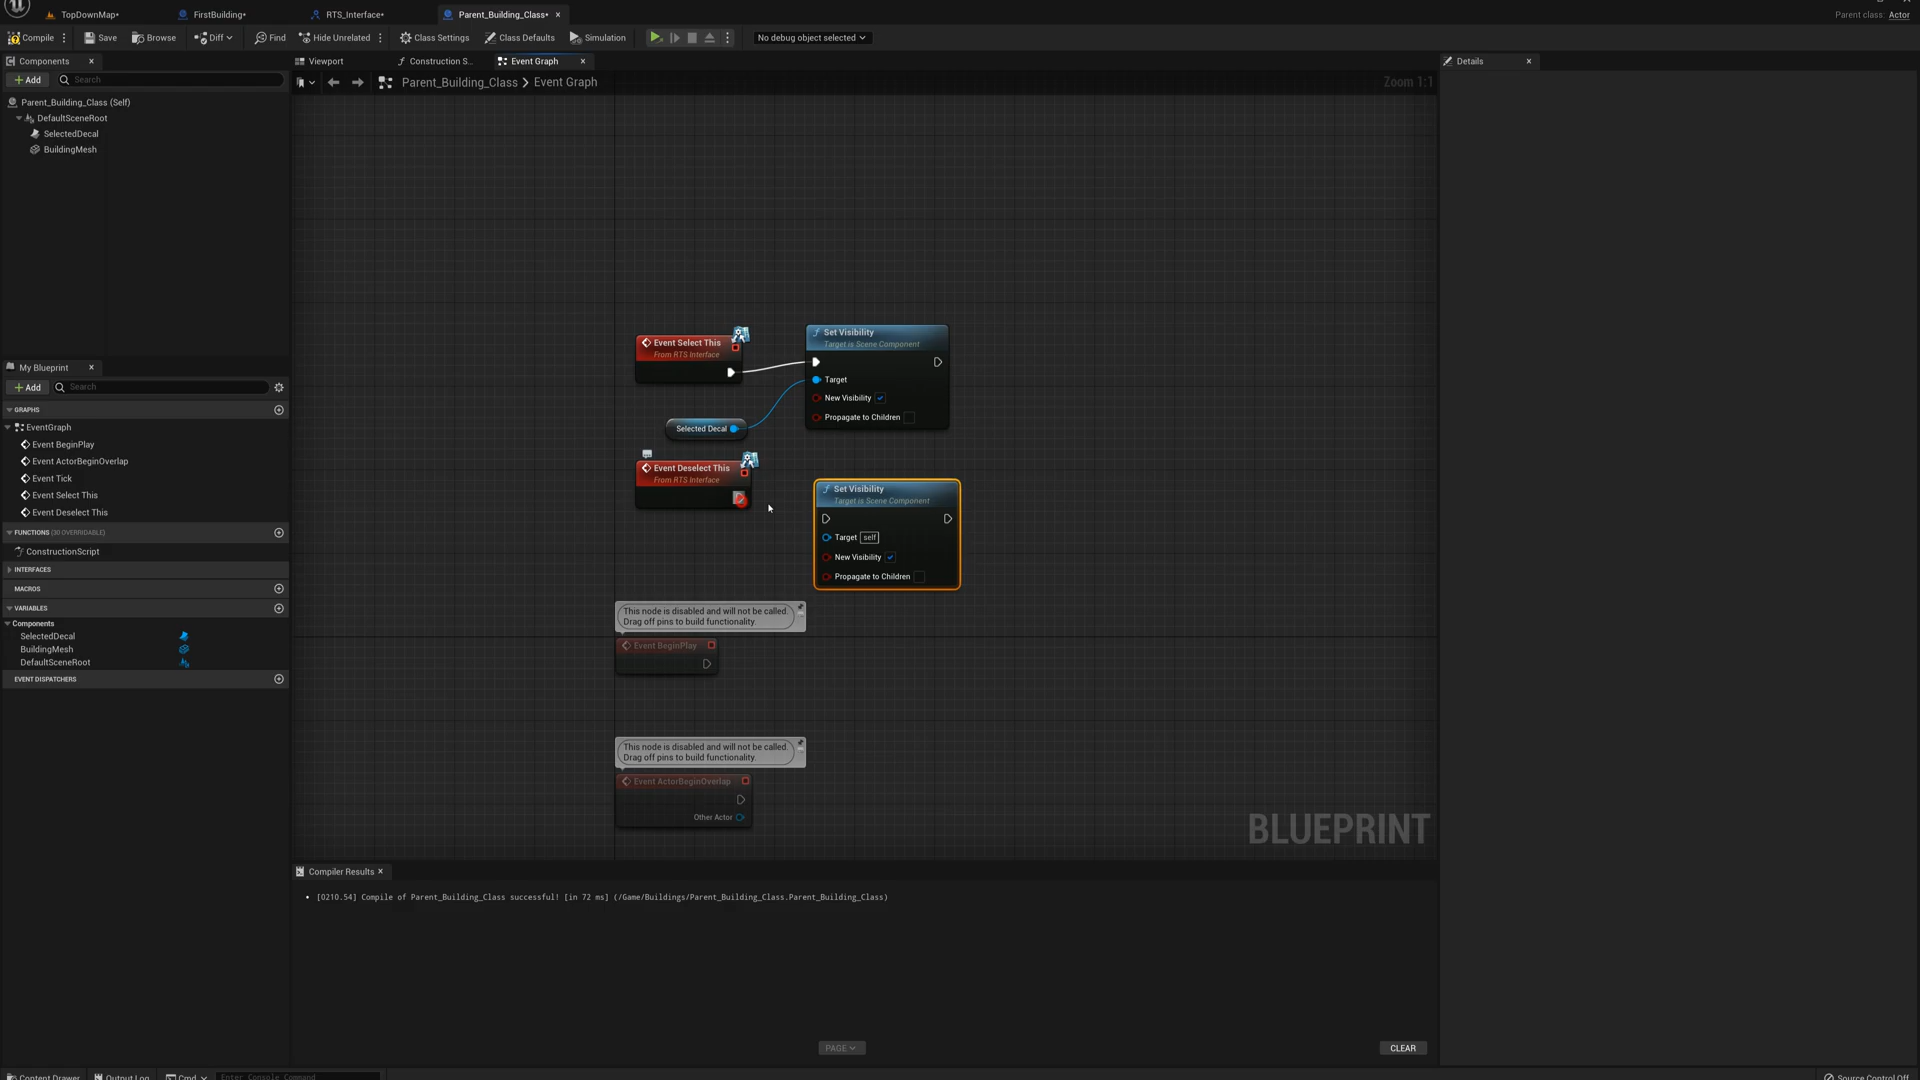 TopDownMap*
FirstBuilding*
RTS_Interface*
Parent_Building_Class*
Parent class: Actor
Compile
Save
Browse
Diff
Find
Hide Unrelated
Class Settings
Class Defaults
Simulation
No debug object selected
Components
Add
Search
Parent_Building_Class (Self)
DefaultSceneRoot
SelectedDecal
BuildingMesh
Viewport
Construction S...
Event Graph
Parent_Building_Class > Event Graph
Zoom 1:1
Details
My Blueprint
Add
Search
GRAPHS
EventGraph
Event BeginPlay
Event ActorBeginOverlap
Event Tick
Event Select This
Event Deselect This
FUNCTIONS (30 OVERRIDABLE)
ConstructionScript
INTERFACES
MACROS
VARIABLES
Components
SelectedDecal
BuildingMesh
DefaultSceneRoot
EVENT DISPATCHERS
Event Select This
From RTS Interface
Set Visibility
Target is Scene Component
Target
New Visibility
Propagate to Children
Selected Decal
Event Deselect This
From RTS Interface
Set Visibility
Target is Scene Component
Target self
New Visibility
Propagate to Children
This node is disabled and will not be called.
Drag off pins to build functionality.
Event BeginPlay
This node is disabled and will not be called.
Drag off pins to build functionality.
Event ActorBeginOverlap
Other Actor
BLUEPRINT
Compiler Results
[0210.54] Compile of Parent_Building_Class successful! [in 72 ms] (/Game/Buildings/Parent_Building_Class.Parent_Building_Class)
PAGE
CLEAR
Content Drawer
Output Log
Cmd
Enter Console Command
Source Control Off